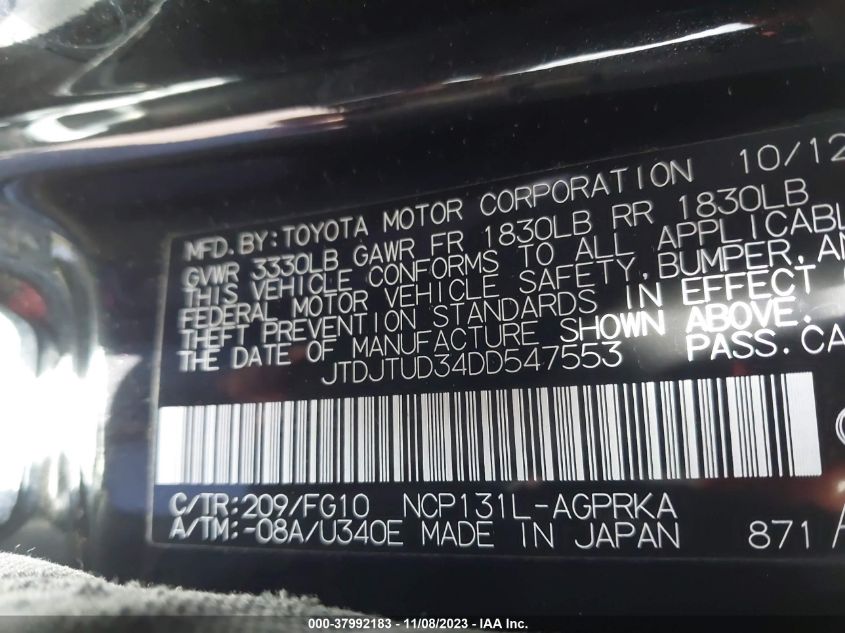 10/12
MFD.BY:TOYOTA MOTOR CORPORATION
GVWR 3330LB GAWR FR 1830LB RR 1830LB
THIS VEHICLE CONFORMS TO ALL APPLICABL
FEDERAL MOTOR VEHICLE SAFETY, BUMPER, AN
THEFT PREVENTION STANDARDS IN EFFECT
THE DATE OF MANUFACTURE SHOWN ABOVE.
JTDJTUD34DD547553 PASS.CA
C/TR:209/FG10 NCP131L-AGPRKA
A/TM:-08A/U340E MADE IN JAPAN 871
000-37992183 - 11/08/2023 - IAA Inc.